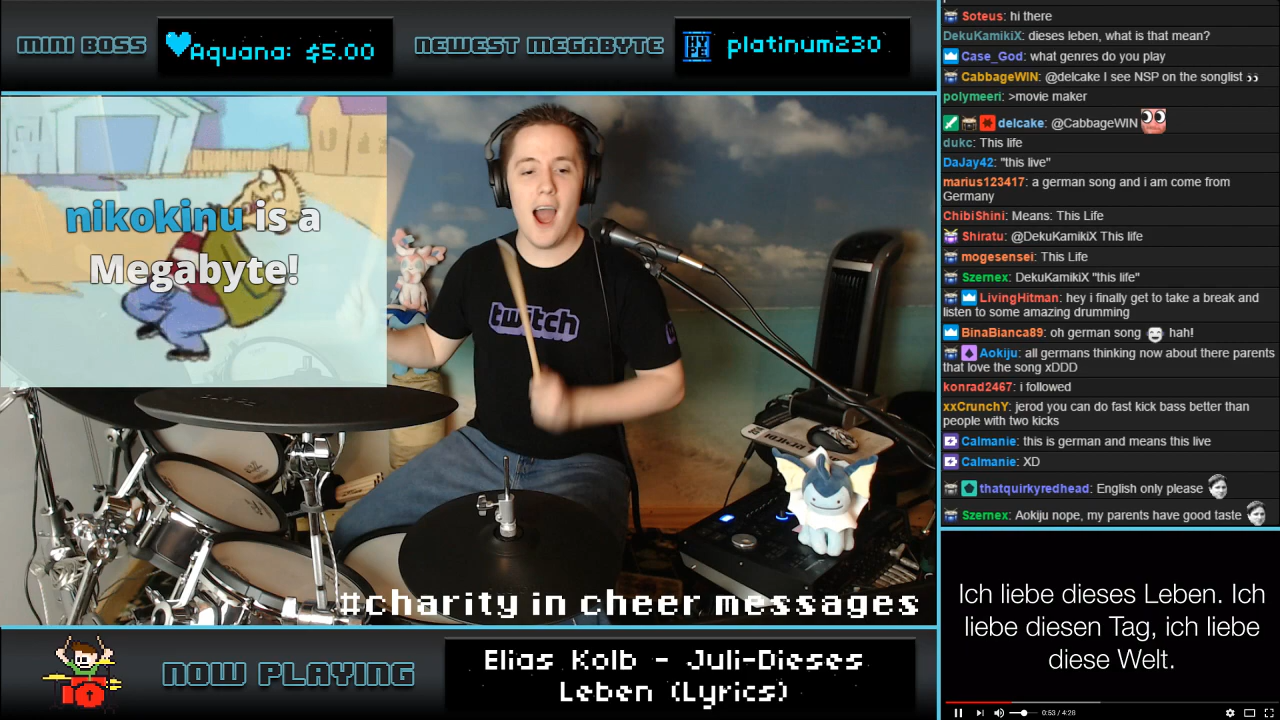 MINI BOSS
Aquana: $5.00
NEWEST MEGABYTE
HYPE
platinum230
nikokinu is a
Megabyte!
twitch
#charity in cheer messages
NOW PLAYING
Elias Kolb - Juli-Dieses
Leben (Lyrics)
Soteus: hi there
DekuKamikiX: dieses leben, what is that mean?
Case_God: what genres do you play
CabbageWIN: @delcake I see NSP on the songlist
polymeeri: >movie maker
delcake: @CabbageWIN
dukc: This life
DaJay42: "this live"
marius123417: a german song and i am come from
Germany
ChibiShini: Means: This Life
Shiratu: @DekuKamikiX This life
mogesensei: This Life
Szernex: DekuKamikiX "this life"
LivingHitman: hey i finally get to take a break and
listen to some amazing drumming
BinaBianca89: oh german song hah!
Aokiju: all germans thinking now about there parents
that love the song xDDD
konrad2467: i followed
xxCrunchY: jerod you can do fast kick bass better than
people with two kicks
Calmanie: this is german and means this live
Calmanie: XD
thatquirkyredhead: English only please
Szernex: Aokiju nope, my parents have good taste
Ich liebe dieses Leben. Ich
liebe diesen Tag, ich liebe
diese Welt.
0:53 / 4:26